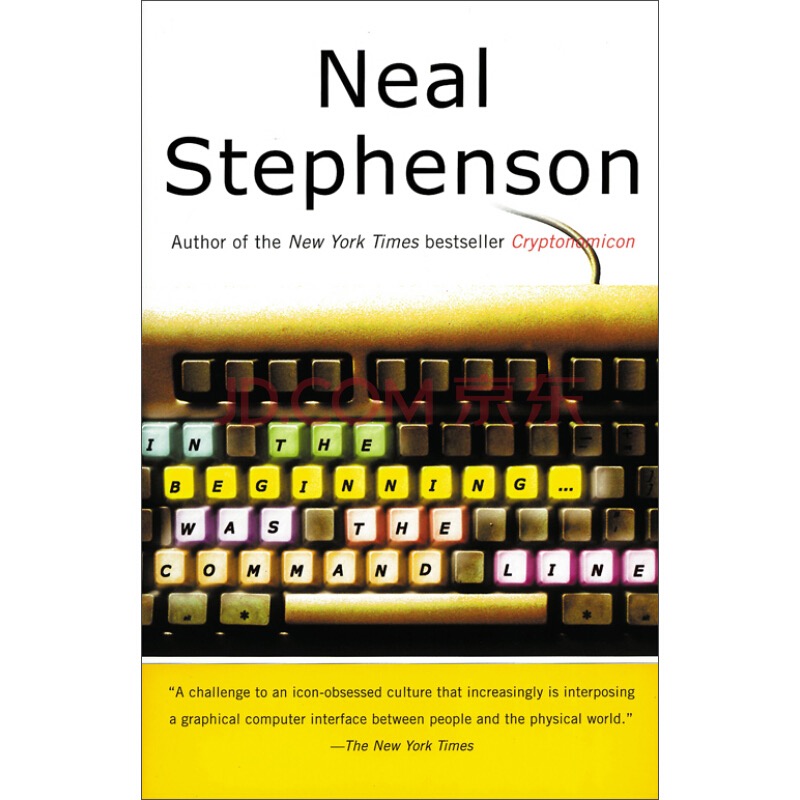 Neal
Stephenson
Author of the New York Times bestseller Cryptonomicon
JD.COM 京东
IN THE
BEGINNING...
WAS THE
COMMAND LINE
* *
“A challenge to an icon-obsessed culture that increasingly is interposing
a graphical computer interface between people and the physical world.”
—The New York Times